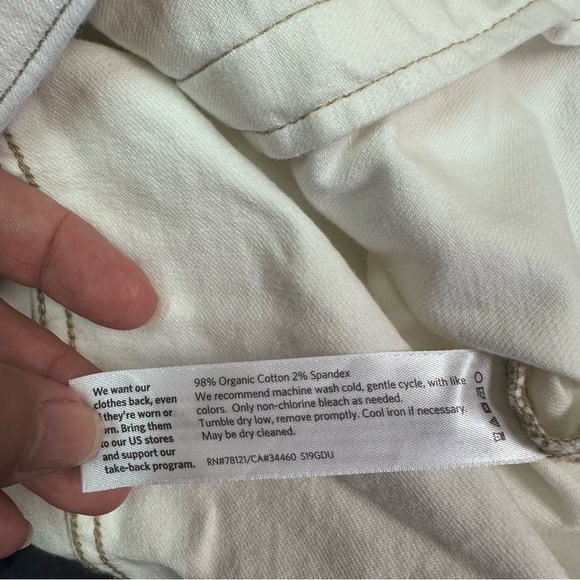 We want our
clothes back, even
if they're worn or
torn. Bring them
to our US stores
and support our
take-back program.
98% Organic Cotton 2% Spandex
We recommend machine wash cold, gentle cycle, with like
colors. Only non-chlorine bleach as needed.
Tumble dry low, remove promptly. Cool iron if necessary.
May be dry cleaned.
RN#78121/CA#34460 S19GDU